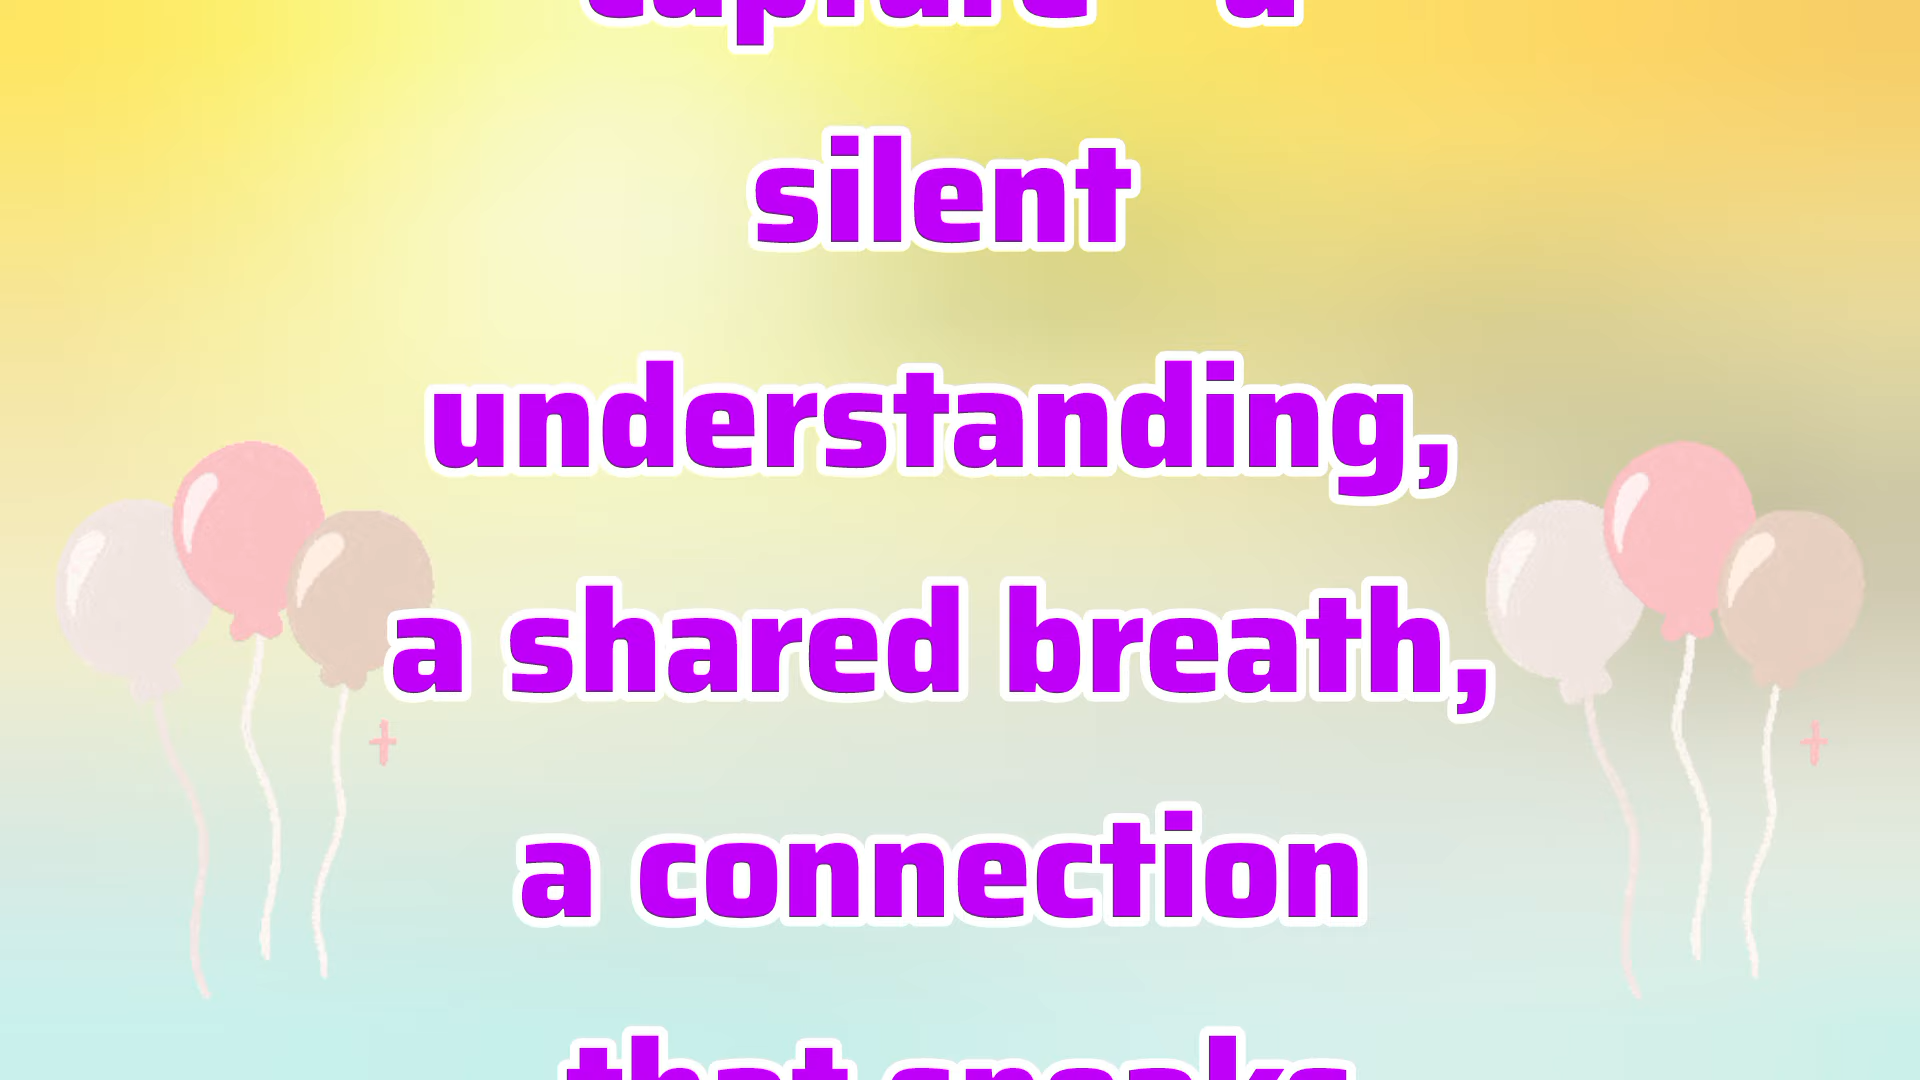 capture—a
silent
understanding,
a shared breath,
a connection
that speaks